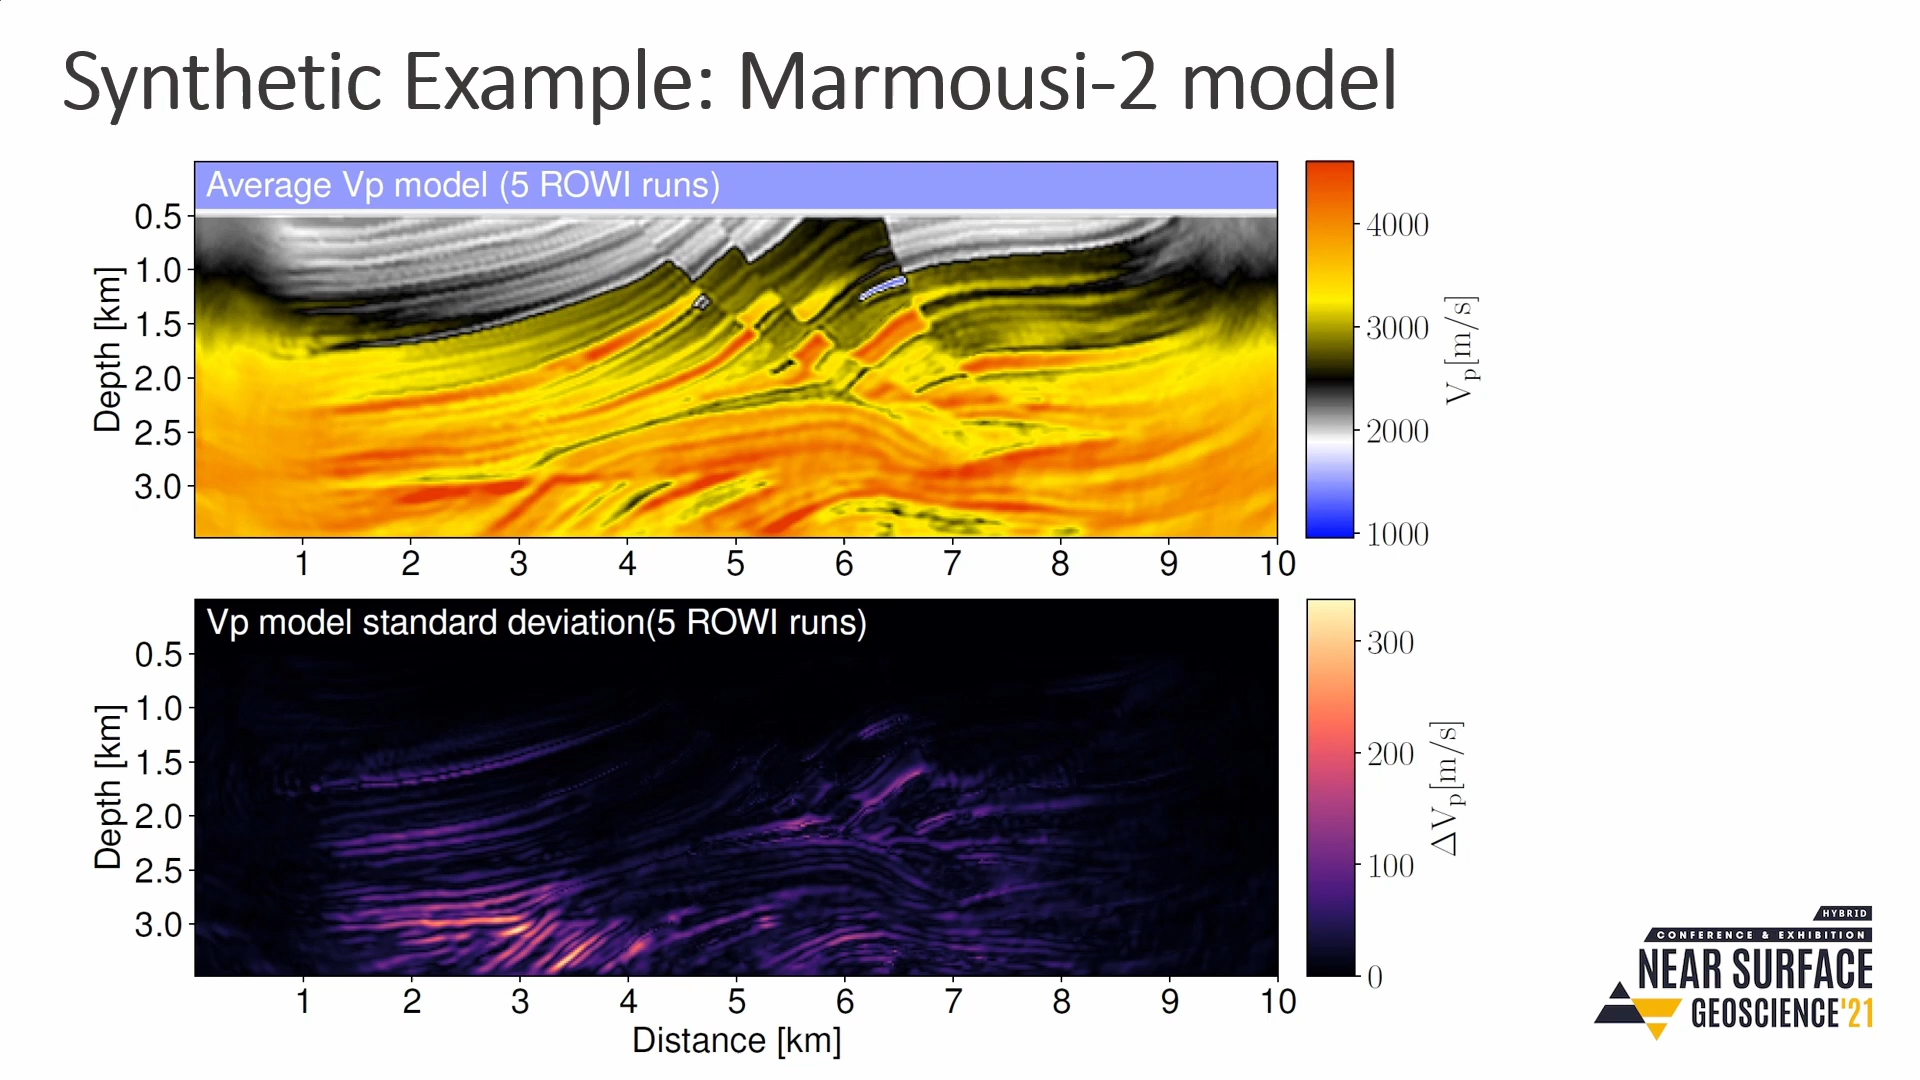 Synthetic Example: Marmousi-2 model
Average Vp model (5 ROWI runs)
0.5
1.0
1.5
2.0
2.5
3.0
Depth [km]
1 2 3 4 5 6 7 8 9 10
4000
3000
2000
1000
Vp[m/s]
Vp model standard deviation(5 ROWI runs)
0.5
1.0
1.5
2.0
2.5
3.0
Depth [km]
1 2 3 4 5 6 7 8 9 10
Distance [km]
300
200
100
0
ΔVp[m/s]
HYBRID
CONFERENCE & EXHIBITION
NEAR SURFACE
GEOSCIENCE'21